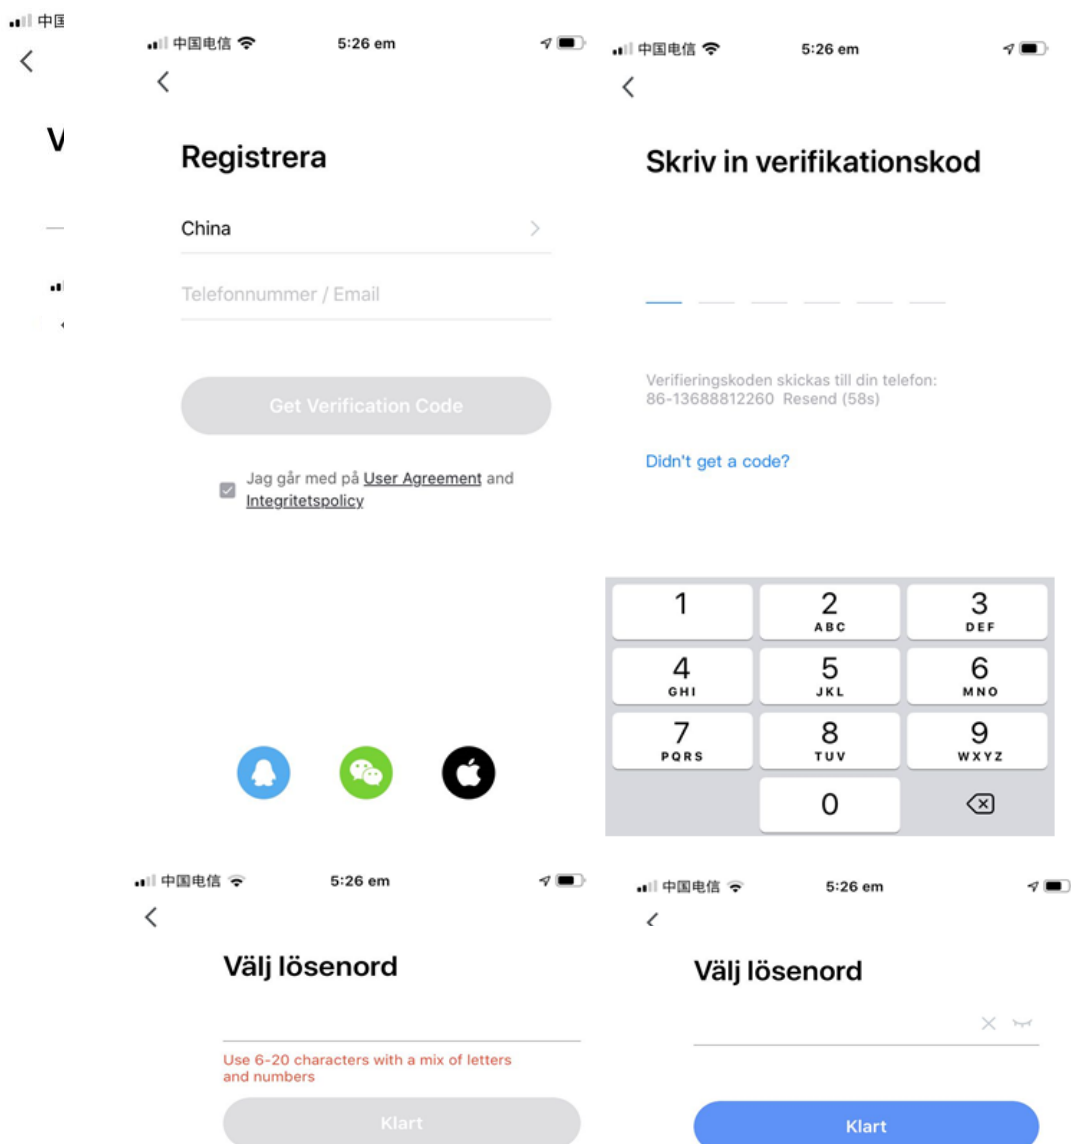 中国
V
中国电信 5:26 em
Registrera
China
Telefonnummer / Email
Get Verification Code
Jag går med på User Agreement and
Integritetspolicy
中国电信 5:26 em
Skriv in verifikationskod
Verifieringskoden skickas till din telefon:
86-13688812260 Resend (58s)
Didn't get a code?
1
2
ABC
3
DEF
4
GHI
5
JKL
6
MNO
7
PQRS
8
TUV
9
WXYZ
0
中国电信 5:26 em
Välj lösenord
Use 6-20 characters with a mix of letters
and numbers
Klart
中国电信 5:26 em
Välj lösenord
Klart